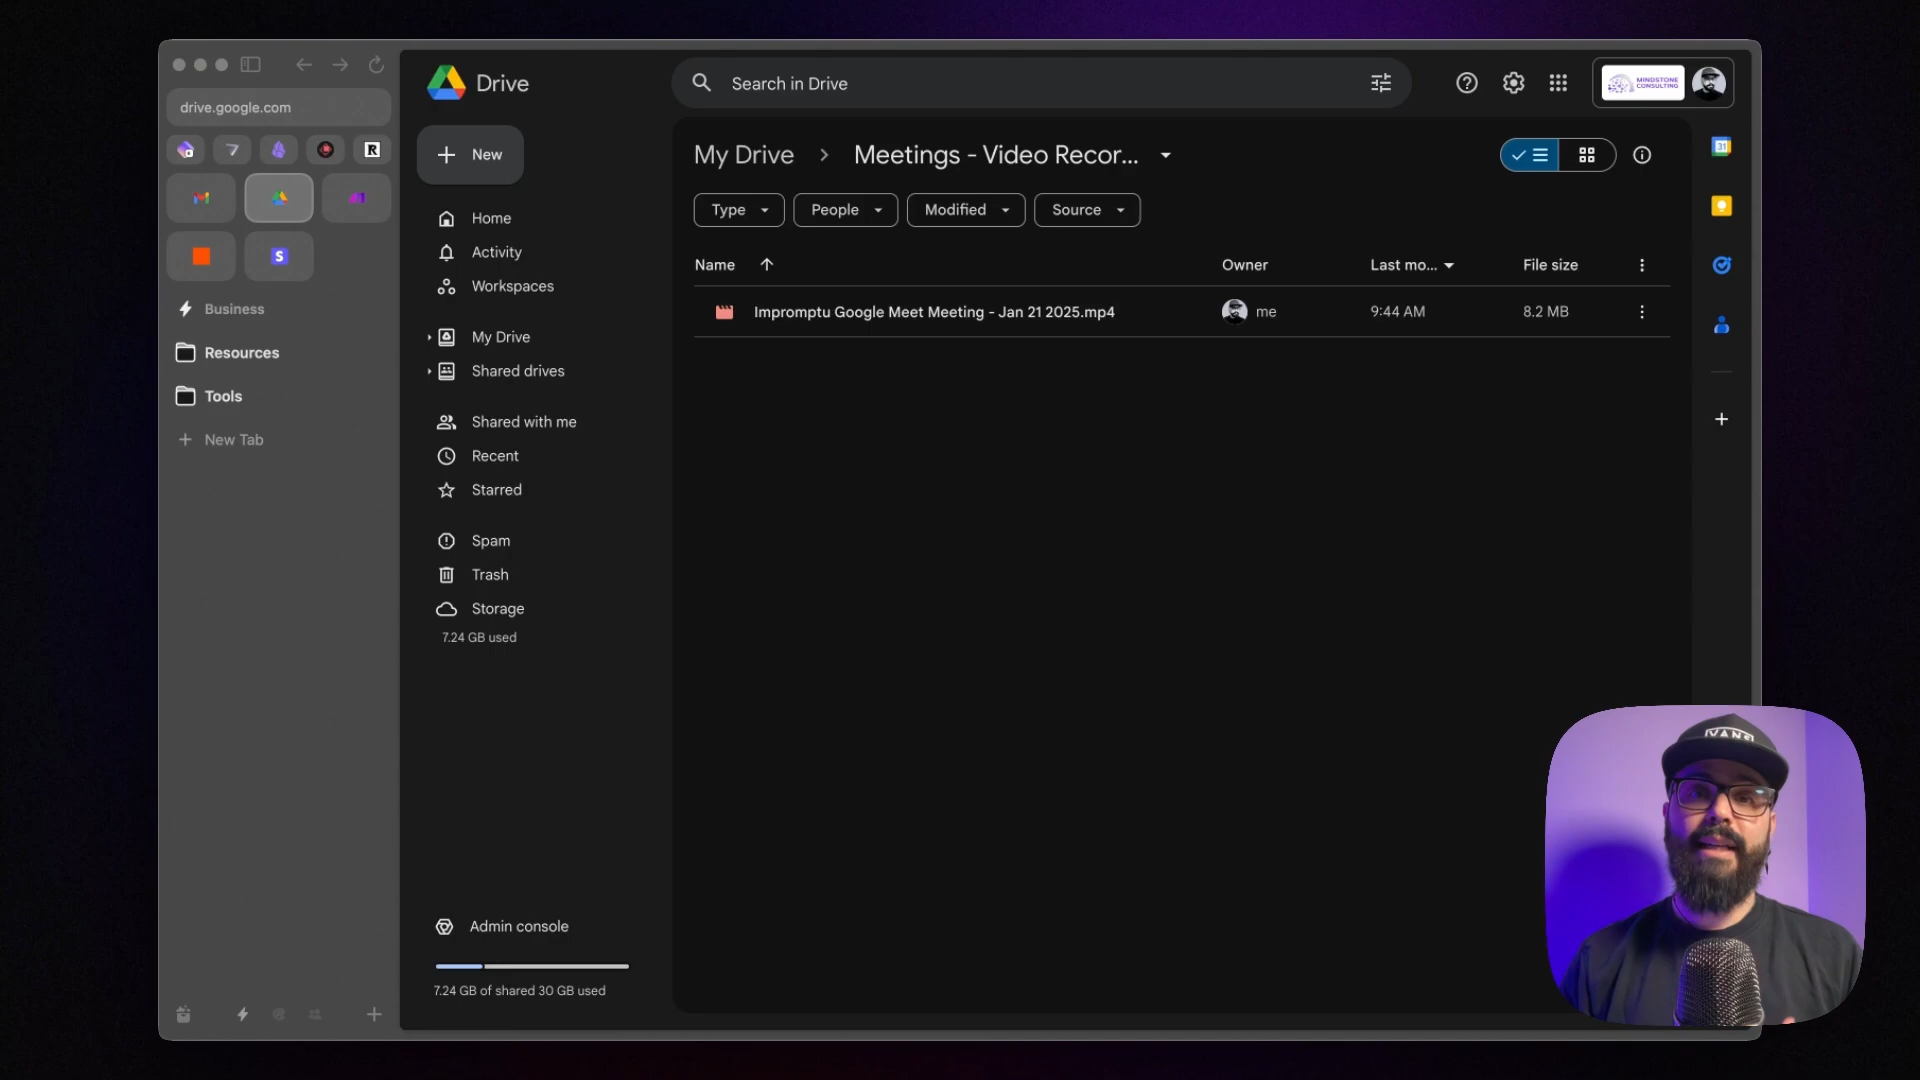 drive.google.com
R
S
Business
Resources
Tools
New Tab
Drive
Search in Drive
MINDSTONE
CONSULTING
New
Home
Activity
Workspaces
My Drive
Shared drives
Shared with me
Recent
Starred
Spam
Trash
Storage
7.24 GB used
Admin console
7.24 GB of shared 30 GB used
My Drive
Meetings - Video Recor...
Type
People
Modified
Source
Name
Owner
Last mo...
File size
Impromptu Google Meet Meeting - Jan 21 2025.mp4
me
9:44 AM
8.2 MB
31
VANS